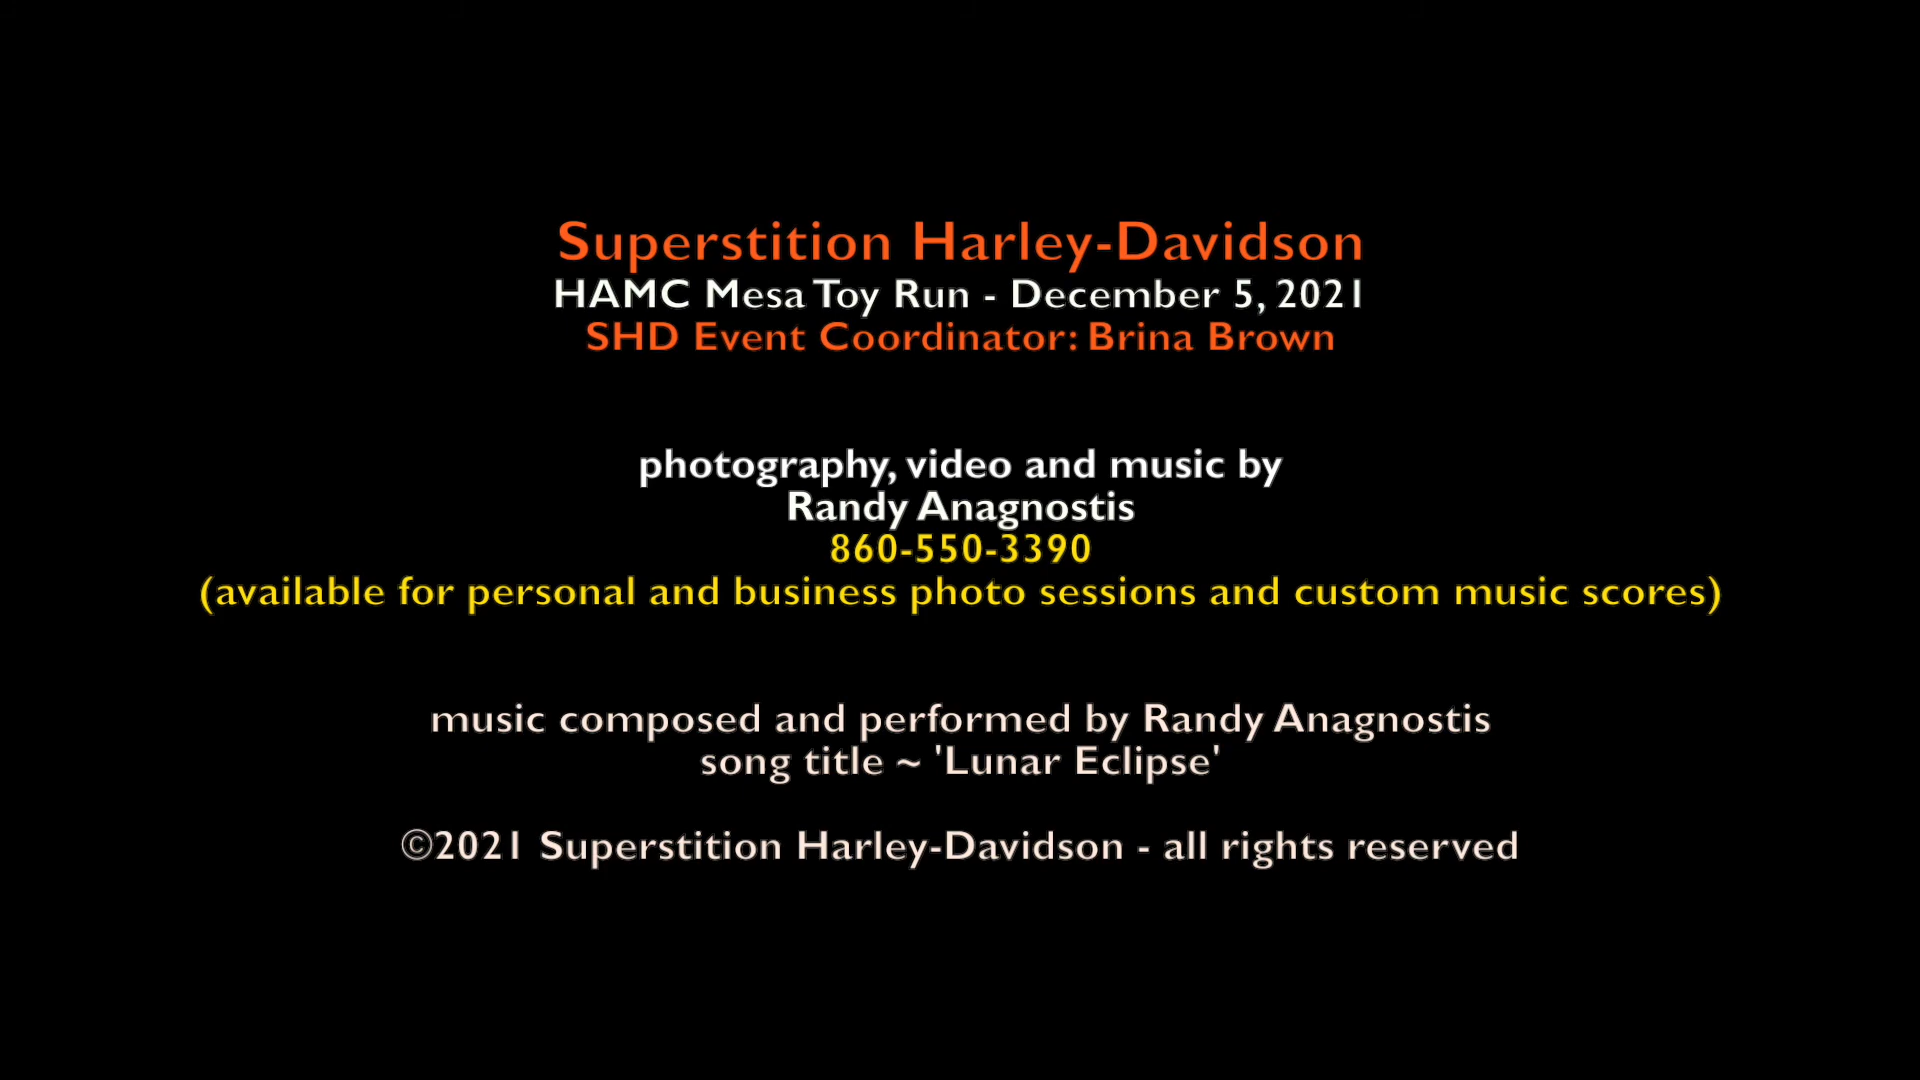 Superstition Harley-Davidson
HAMC Mesa Toy Run - December 5, 2021
SHD Event Coordinator: Brina Brown
photography, video and music by
Randy Anagnostis
860-550-3390
(available for personal and business photo sessions and custom music scores)
music composed and performed by Randy Anagnostis
song title ~ 'Lunar Eclipse'
©2021 Superstition Harley-Davidson - all rights reserved